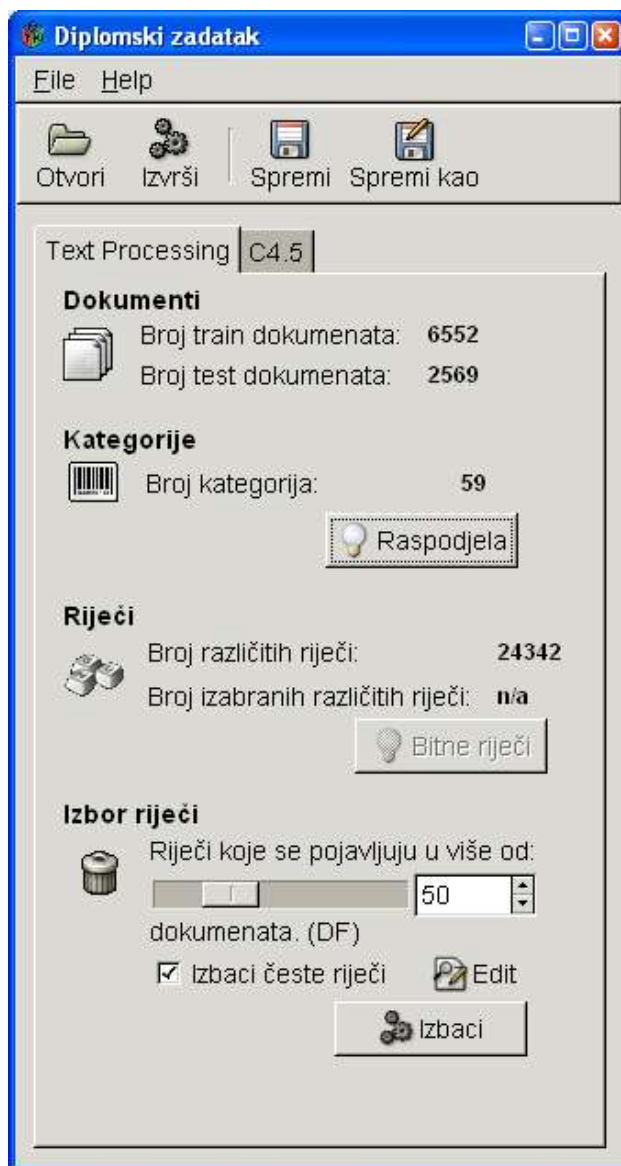 Diplomski zadatak
File Help
Otvori Izvrši Spremi Spremi kao
Text Processing C4.5
Dokumenti
Broj train dokumenata: 6552
Broj test dokumenata: 2569
Kategorije
Broj kategorija: 59
Raspodjela
Riječi
Broj različitih riječi: 24342
Broj izabranih različitih riječi: n/a
Bitne riječi
Izbor riječi
Riječi koje se pojavljuju u više od:
50
dokumenata. (DF)
Izbaci česte riječi Edit
Izbaci